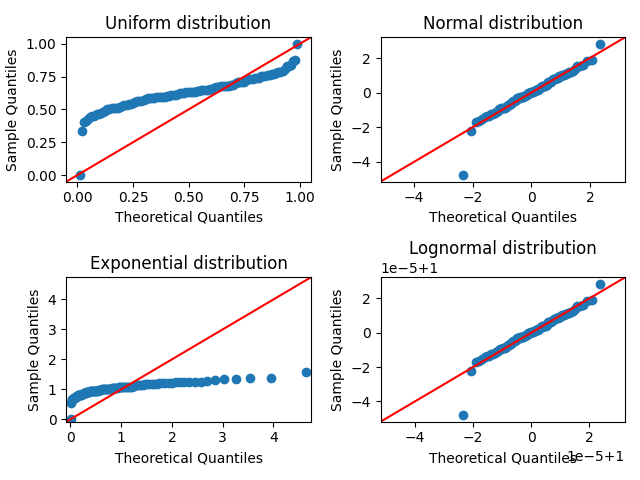 Uniform distribution
1.00
0.75
0.50
0.25
0.00
Sample Quantiles
0.00 0.25 0.50 0.75 1.00
Theoretical Quantiles
Normal distribution
2
0
−2
−4
Sample Quantiles
−4 −2 0 2
Theoretical Quantiles
Exponential distribution
4
3
2
1
0
Sample Quantiles
0 1 2 3 4
Theoretical Quantiles
Lognormal distribution
1e−5+1
2
0
−2
−4
Sample Quantiles
−4 −2 0 2
Theoretical Quantiles
1e−5+1